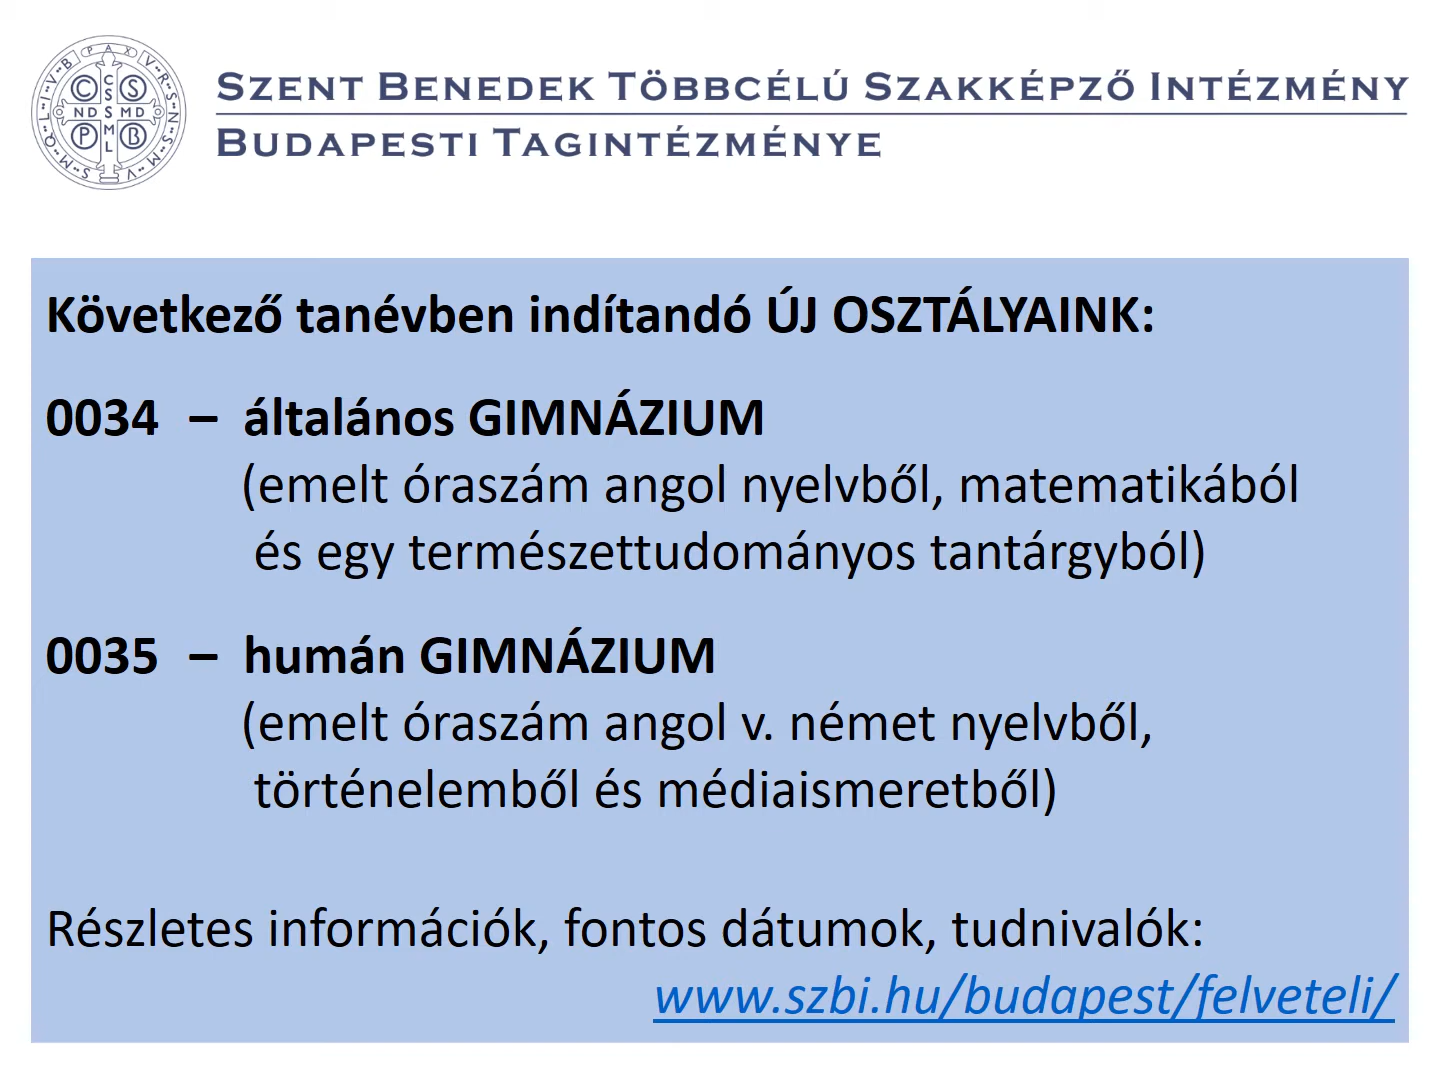 SZENT BENEDEK TÖBBCÉLÚ SZAKKÉPZŐ INTÉZMÉNY
BUDAPESTI TAGINTÉZMÉNYE
PAX
V·R·S·N·S·M·V
S·M·Q·L·I·V·B
C S
C S S M L
N D S M D
P B
Következő tanévben indítandó ÚJ OSZTÁLYAINK:
0034 – általános GIMNÁZIUM
(emelt óraszám angol nyelvből, matematikából
és egy természettudományos tantárgyból)
0035 – humán GIMNÁZIUM
(emelt óraszám angol v. német nyelvből,
történelemből és médiaismeretből)
Részletes információk, fontos dátumok, tudnivalók:
www.szbi.hu/budapest/felveteli/